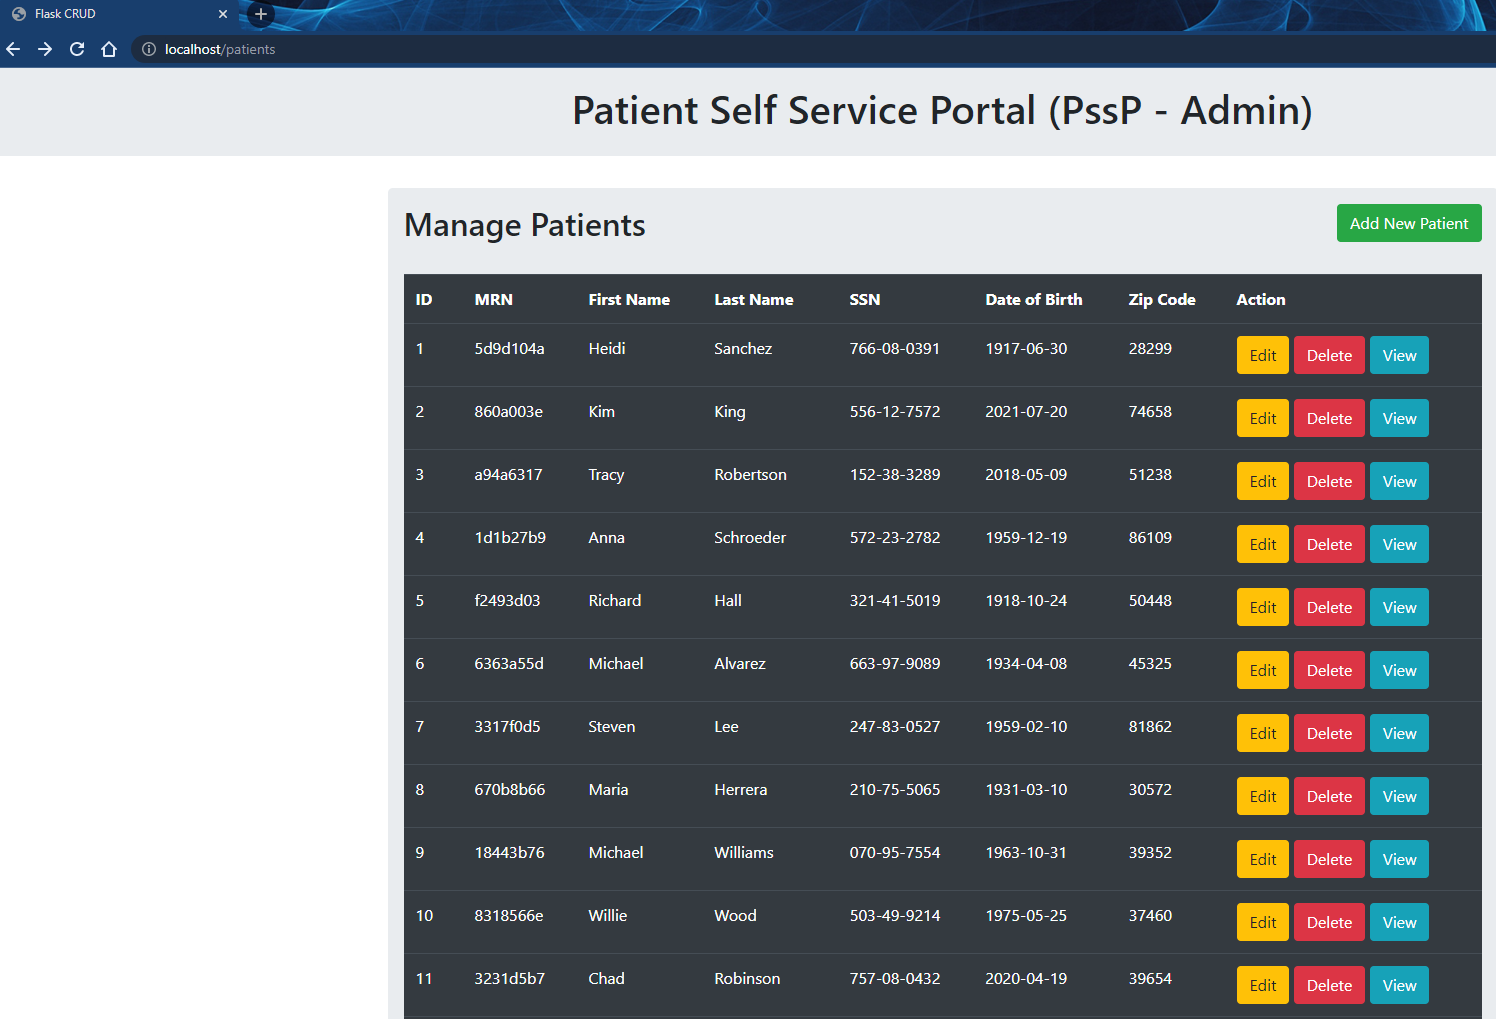 Flask CRUD
localhost/patients
Patient Self Service Portal (PssP - Admin)
Manage Patients
Add New Patient
ID MRN First Name Last Name SSN Date of Birth Zip Code Action
1 5d9d104a Heidi Sanchez 766-08-0391 1917-06-30 28299 Edit Delete View
2 860a003e Kim King 556-12-7572 2021-07-20 74658 Edit Delete View
3 a94a6317 Tracy Robertson 152-38-3289 2018-05-09 51238 Edit Delete View
4 1d1b27b9 Anna Schroeder 572-23-2782 1959-12-19 86109 Edit Delete View
5 f2493d03 Richard Hall 321-41-5019 1918-10-24 50448 Edit Delete View
6 6363a55d Michael Alvarez 663-97-9089 1934-04-08 45325 Edit Delete View
7 3317f0d5 Steven Lee 247-83-0527 1959-02-10 81862 Edit Delete View
8 670b8b66 Maria Herrera 210-75-5065 1931-03-10 30572 Edit Delete View
9 18443b76 Michael Williams 070-95-7554 1963-10-31 39352 Edit Delete View
10 8318566e Willie Wood 503-49-9214 1975-05-25 37460 Edit Delete View
11 3231d5b7 Chad Robinson 757-08-0432 2020-04-19 39654 Edit Delete View